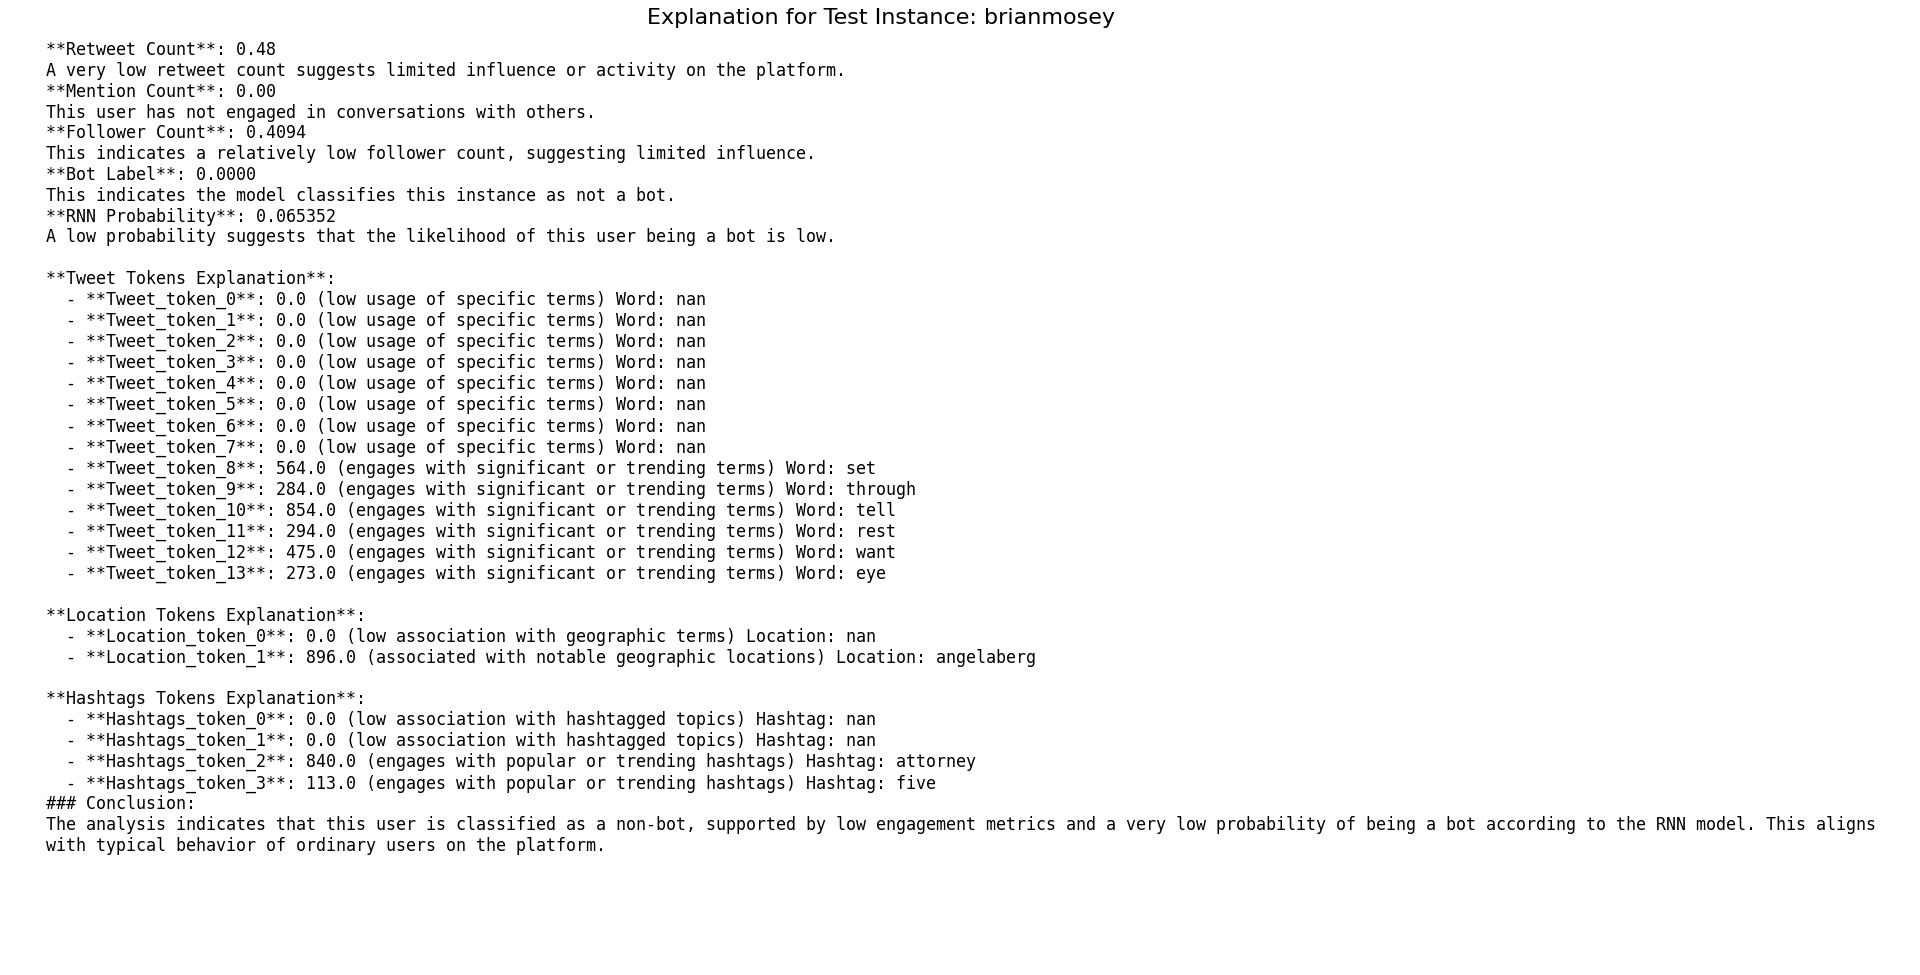 Explanation for Test Instance: brianmosey
**Retweet Count**: 0.48
A very low retweet count suggests limited influence or activity on the platform.
**Mention Count**: 0.00
This user has not engaged in conversations with others.
**Follower Count**: 0.4094
This indicates a relatively low follower count, suggesting limited influence.
**Bot Label**: 0.0000
This indicates the model classifies this instance as not a bot.
**RNN Probability**: 0.065352
A low probability suggests that the likelihood of this user being a bot is low.
**Tweet Tokens Explanation**:
- **Tweet_token_0**: 0.0 (low usage of specific terms) Word: nan
- **Tweet_token_1**: 0.0 (low usage of specific terms) Word: nan
- **Tweet_token_2**: 0.0 (low usage of specific terms) Word: nan
- **Tweet_token_3**: 0.0 (low usage of specific terms) Word: nan
- **Tweet_token_4**: 0.0 (low usage of specific terms) Word: nan
- **Tweet_token_5**: 0.0 (low usage of specific terms) Word: nan
- **Tweet_token_6**: 0.0 (low usage of specific terms) Word: nan
- **Tweet_token_7**: 0.0 (low usage of specific terms) Word: nan
- **Tweet_token_8**: 564.0 (engages with significant or trending terms) Word: set
- **Tweet_token_9**: 284.0 (engages with significant or trending terms) Word: through
- **Tweet_token_10**: 854.0 (engages with significant or trending terms) Word: tell
- **Tweet_token_11**: 294.0 (engages with significant or trending terms) Word: rest
- **Tweet_token_12**: 475.0 (engages with significant or trending terms) Word: want
- **Tweet_token_13**: 273.0 (engages with significant or trending terms) Word: eye
**Location Tokens Explanation**:
- **Location_token_0**: 0.0 (low association with geographic terms) Location: nan
- **Location_token_1**: 896.0 (associated with notable geographic locations) Location: angelaberg
**Hashtags Tokens Explanation**:
- **Hashtags_token_0**: 0.0 (low association with hashtagged topics) Hashtag: nan
- **Hashtags_token_1**: 0.0 (low association with hashtagged topics) Hashtag: nan
- **Hashtags_token_2**: 840.0 (engages with popular or trending hashtags) Hashtag: attorney
- **Hashtags_token_3**: 113.0 (engages with popular or trending hashtags) Hashtag: five
### Conclusion:
The analysis indicates that this user is classified as a non-bot, supported by low engagement metrics and a very low probability of being a bot according to the RNN model. This aligns
with typical behavior of ordinary users on the platform.